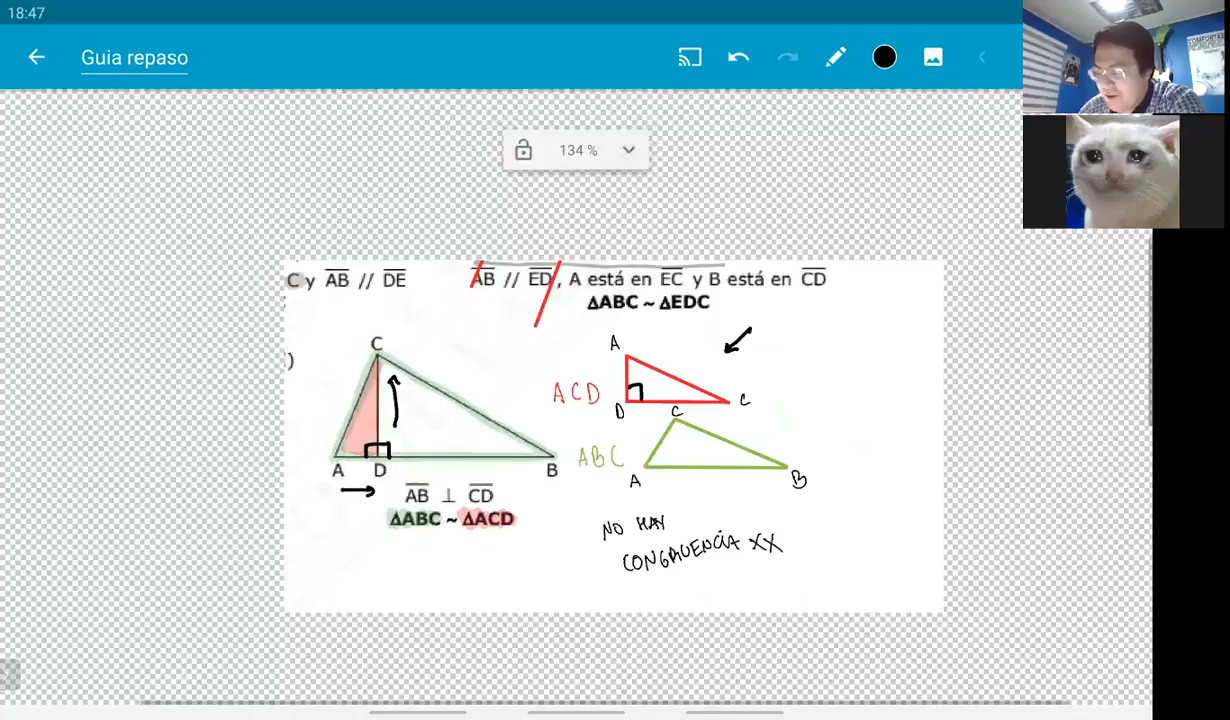 18:47
Guia repaso
134 %
C y AB // DE
AB // ED, A está en EC y B está en CD
ΔABC ~ ΔEDC
)
C
A D B
AB ⊥ CD
ΔABC ~ ΔACD
A
ACD
D C
C
ABC
A B
NO HAY
CONGRUENCIA XX